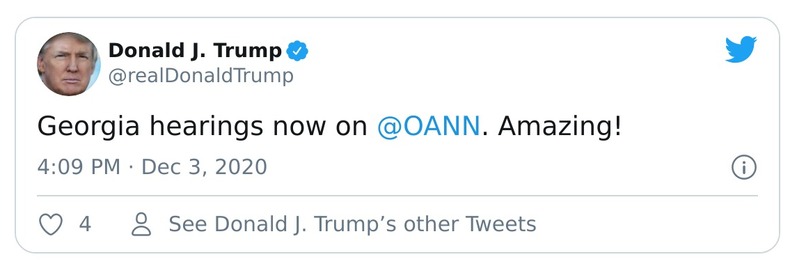 Donald J. Trump
@realDonaldTrump
Georgia hearings now on @OANN. Amazing!
4:09 PM · Dec 3, 2020
4 See Donald J. Trump’s other Tweets